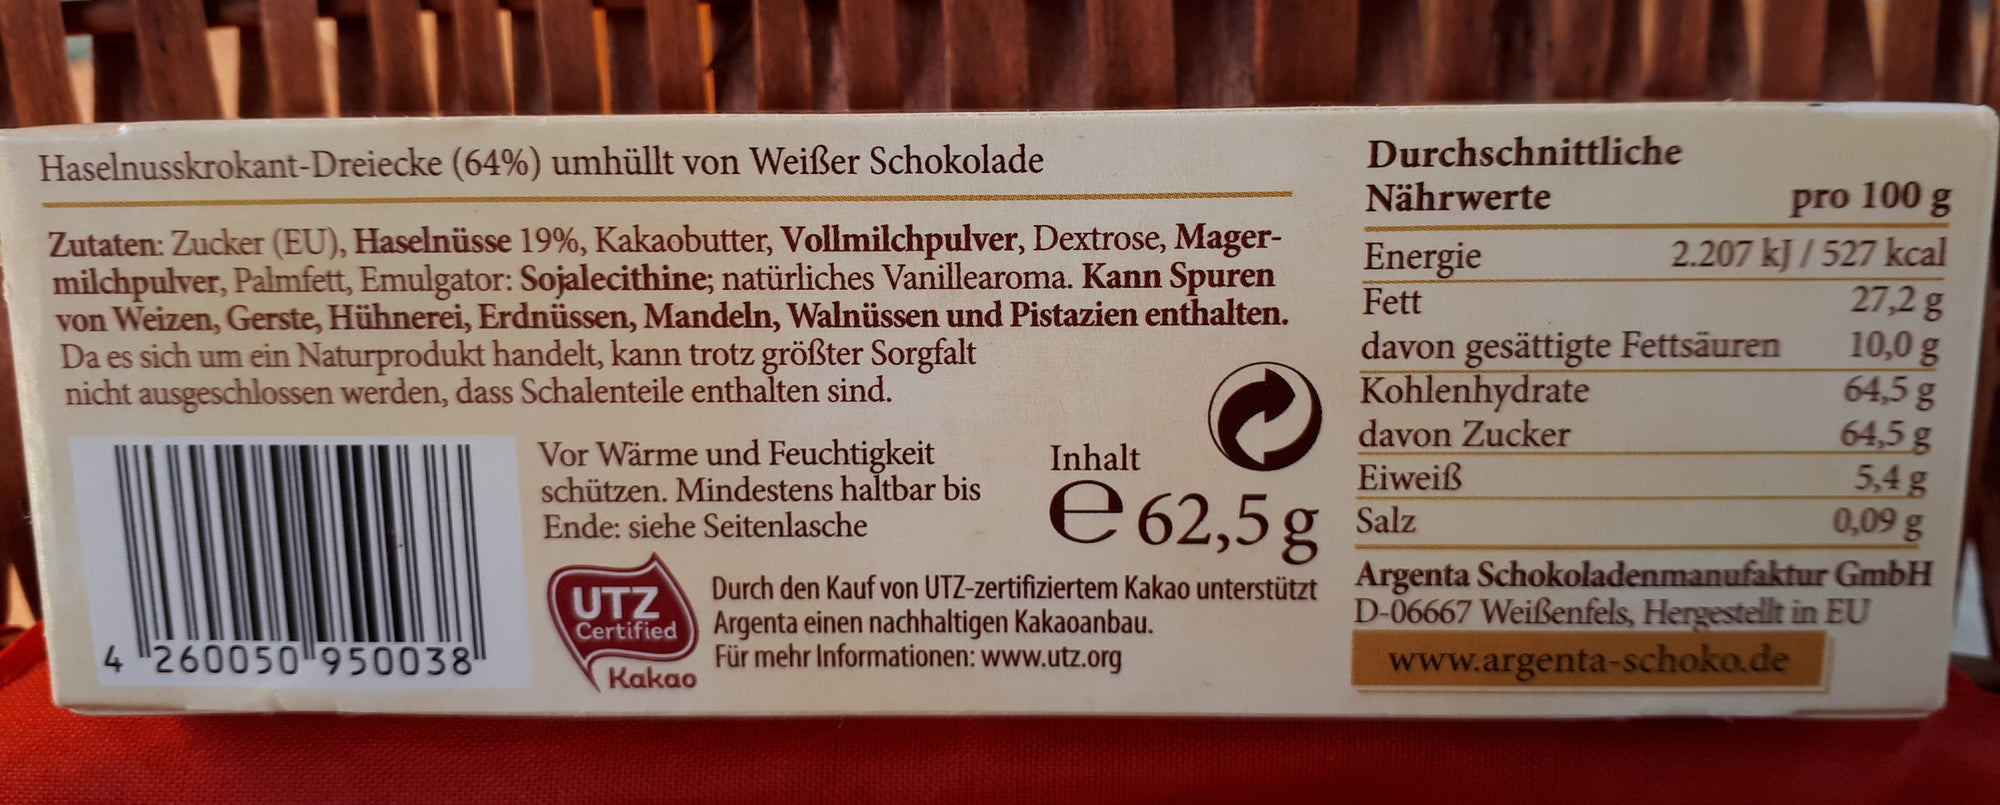 Haselnusskrokant-Dreiecke (64%) umhüllt von Weißer Schokolade
Zutaten: Zucker (EU), Haselnüsse 19%, Kakaobutter, Vollmilchpulver, Dextrose, Mager-
milchpulver, Palmfett, Emulgator: Sojalecithine; natürliches Vanillearoma. Kann Spuren
von Weizen, Gerste, Hühnerei, Erdnüssen, Mandeln, Walnüssen und Pistazien enthalten.
Da es sich um ein Naturprodukt handelt, kann trotz größter Sorgfalt
nicht ausgeschlossen werden, dass Schalenteile enthalten sind.
4 260050 950038
Vor Wärme und Feuchtigkeit
schützen. Mindestens haltbar bis
Ende: siehe Seitenlasche
Inhalt
e 62,5 g
UTZ
Certified
Kakao
Durch den Kauf von UTZ-zertifiziertem Kakao unterstützt
Argenta einen nachhaltigen Kakaoanbau.
Für mehr Informationen: www.utz.org
Durchschnittliche
Nährwerte pro 100 g
Energie 2.207 kJ / 527 kcal
Fett 27,2 g
davon gesättigte Fettsäuren 10,0 g
Kohlenhydrate 64,5 g
davon Zucker 64,5 g
Eiweiß 5,4 g
Salz 0,09 g
Argenta Schokoladenmanufaktur GmbH
D-06667 Weißenfels, Hergestellt in EU
www.argenta-schoko.de